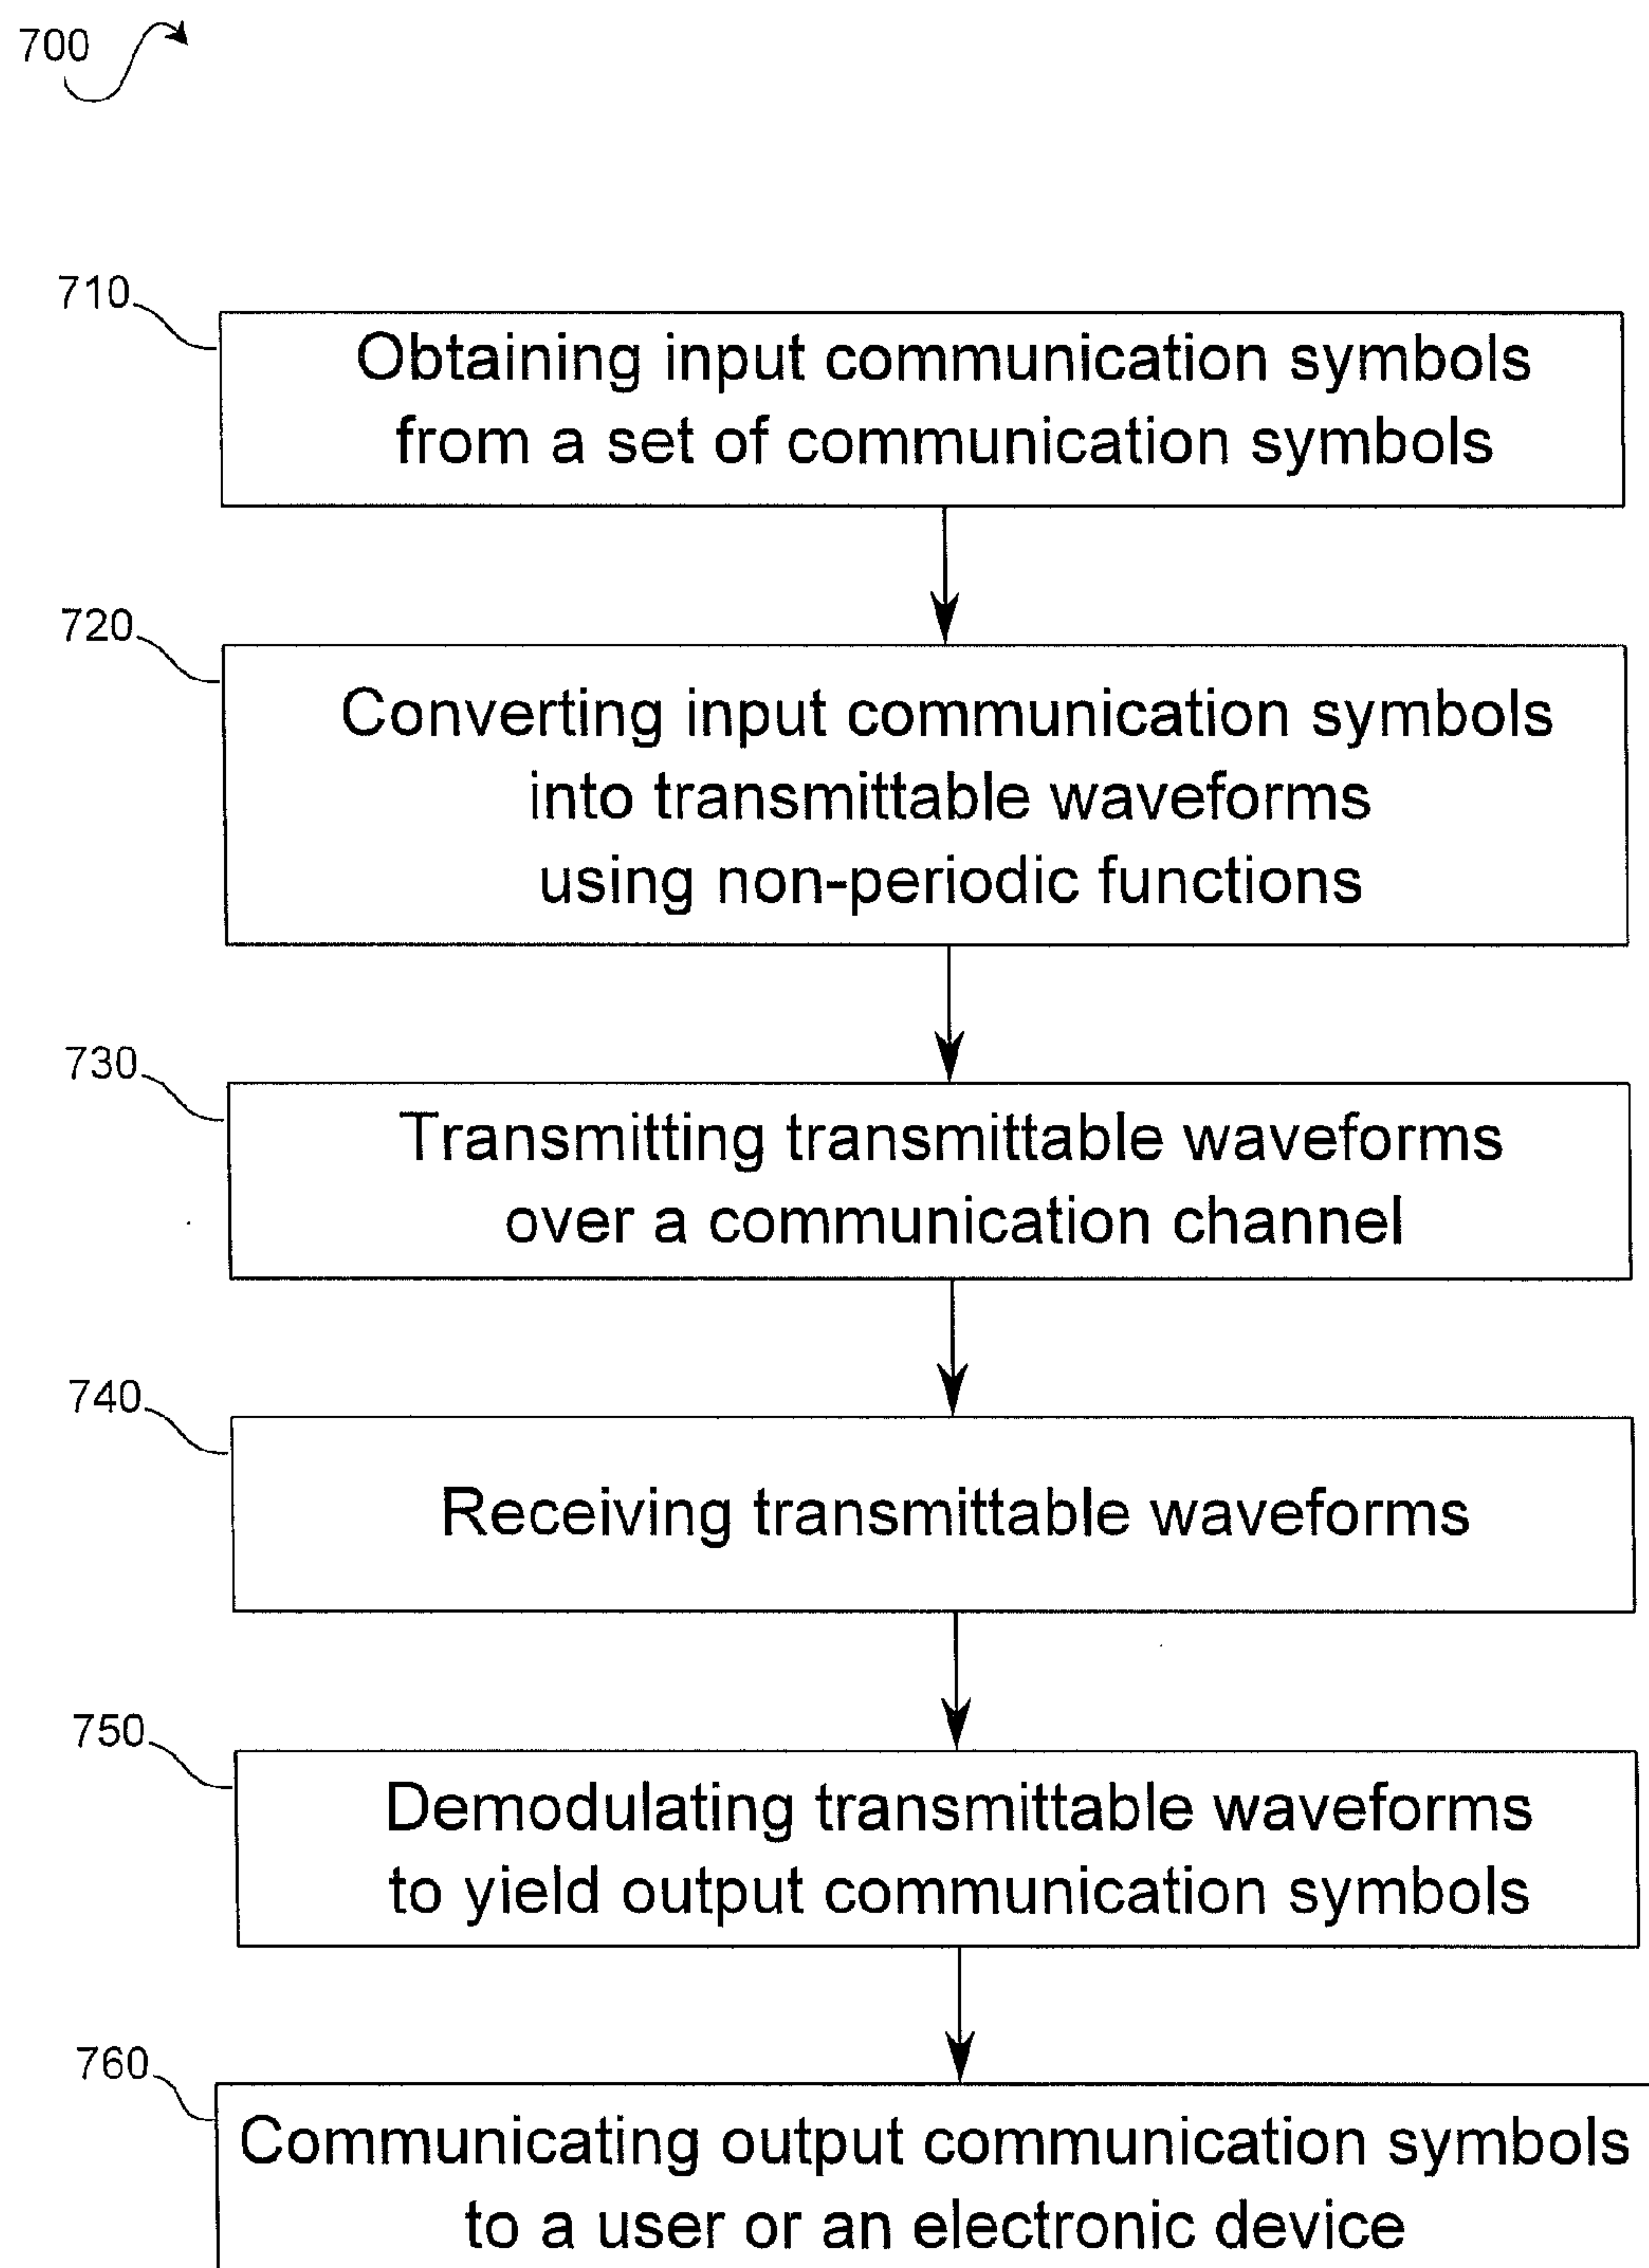 700
710
Obtaining input communication symbols
from a set of communication symbols
720
Converting input communication symbols
into transmittable waveforms
using non-periodic functions
730
Transmitting transmittable waveforms
over a communication channel
740
Receiving transmittable waveforms
750
Demodulating transmittable waveforms
to yield output communication symbols
760
Communicating output communication symbols
to a user or an electronic device